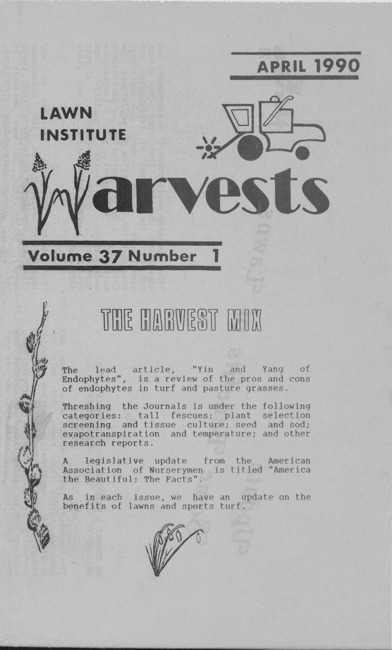 APRIL 1990
LAWN
INSTITUTE
Harvests
Volume 37 Number 1
THE HARVEST MIX
The lead article, "Yin and Yang of
Endophytes", is a review of the pros and cons
of endophytes in turf and pasture grasses.
Threshing the Journals is under the following
categories: tall fescues; plant selection
screening and tissue culture; seed and sod;
evapotranspiration and temperature; and other
research reports.
A legislative update from the American
Association of Nurserymen is titled "America
the Beautiful: The Facts".
As in each issue, we have an update on the
benefits of lawns and sports turf.